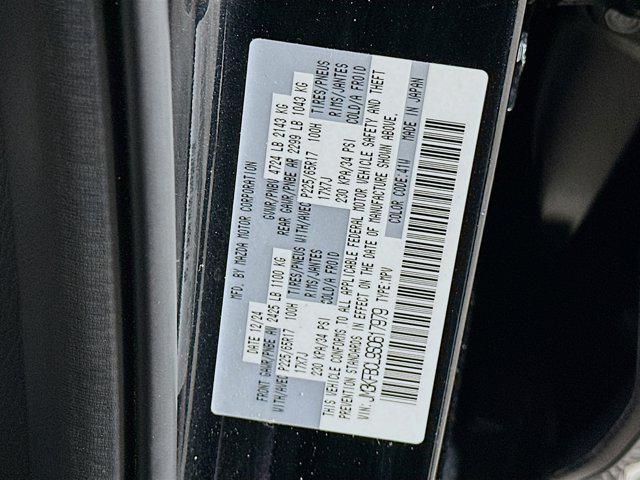 MFD. BY MAZDA MOTOR CORPORATION
DATE 12/24 GVWR/PNBV 4724 LB 2143 KG
FRONT GAWR/PNBE AV 2425 LB 1100 KG REAR GAWR/PNBE AR 2299 LB 1043 KG
WITH/AVEC TIRES/PNEUS RIMS/JANTES COLD/A FROID WITH/AVEC TIRES/PNEUS RIMS/JANTES COLD/A FROID
P225/65R17 100H P225/65R17 100H
17X7J 17X7J
230 KPA/34 PSI 230 KPA/34 PSI
THIS VEHICLE CONFORMS TO ALL APPLICABLE FEDERAL MOTOR VEHICLE SAFETY AND THEFT
PREVENTION STANDARDS IN EFFECT ON THE DATE OF MANUFACTURE SHOWN ABOVE.
VIN: TYPE: MPV COLOR CODE:41W MADE IN JAPAN